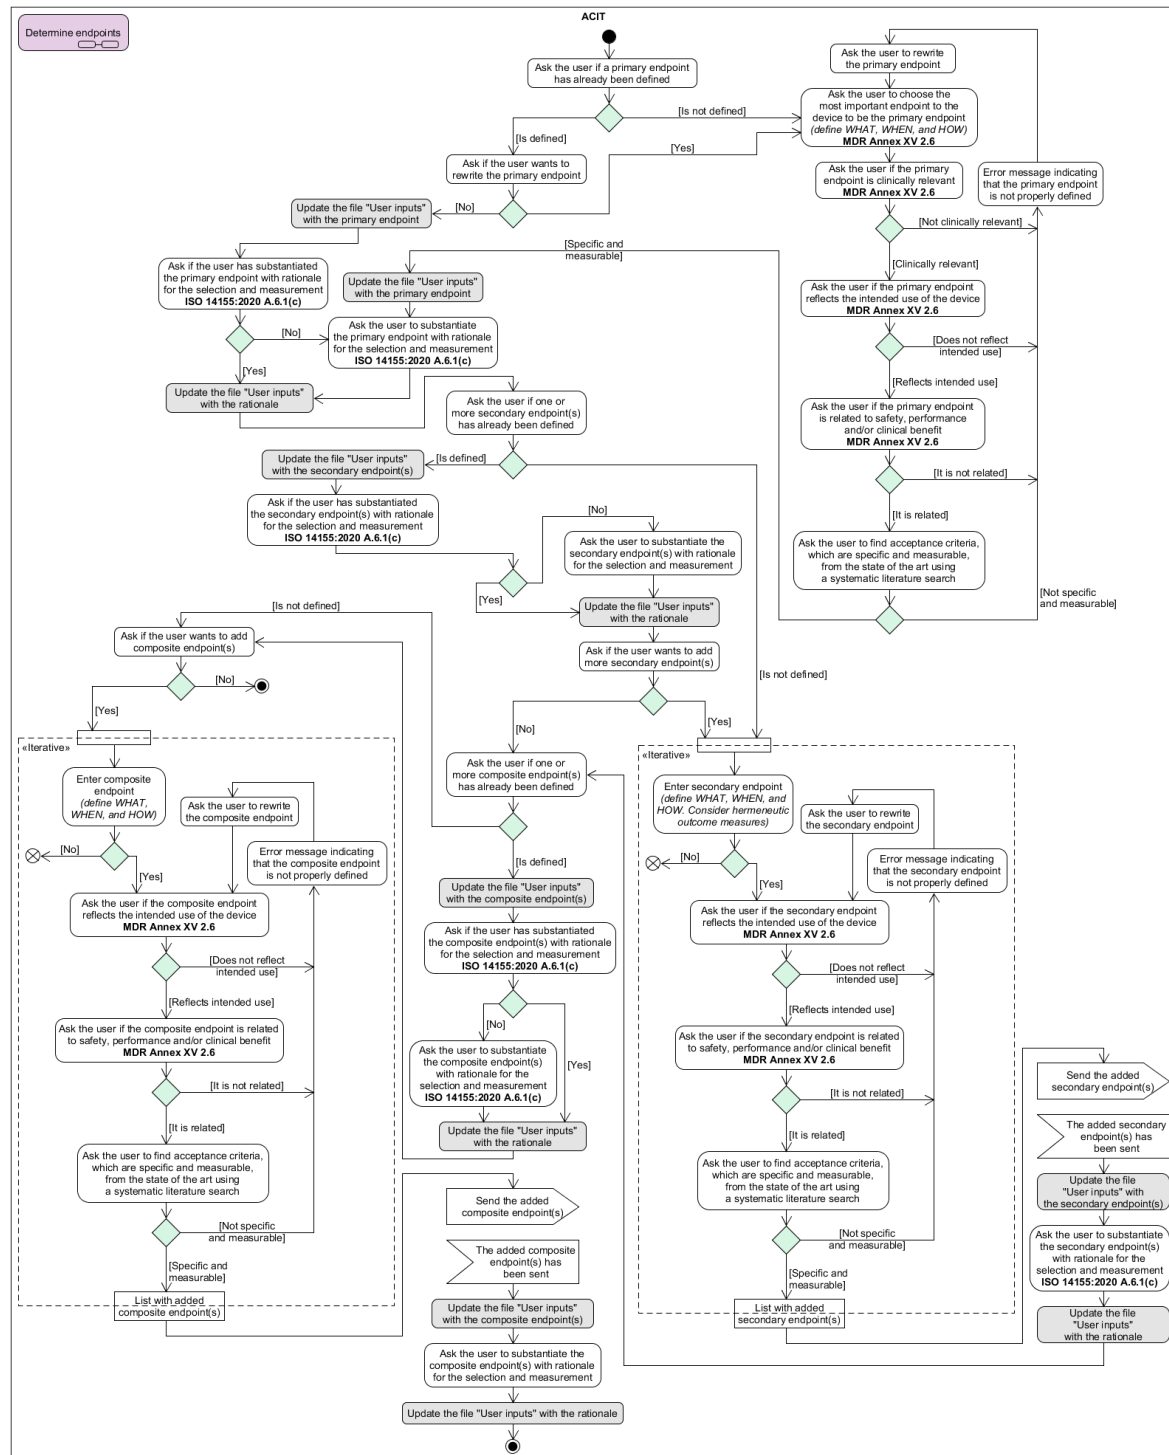 ACIT
Determine endpoints
Ask the user if a primary endpoint
has already been defined
[Is not defined]
[Is defined]
Ask if the user wants to
rewrite the primary endpoint
[Yes]
[No]
Ask the user to rewrite
the primary endpoint
Ask the user to choose the
most important endpoint to the
device to be the primary endpoint
(define WHAT, WHEN, and HOW)
MDR Annex XV 2.6
Ask the user if the primary
endpoint is clinically relevant
MDR Annex XV 2.6
Error message indicating
that the primary endpoint
is not properly defined
[Not clinically relevant]
[Clinically relevant]
Ask the user if the primary endpoint
reflects the intended use of the device
MDR Annex XV 2.6
[Does not reflect
intended use]
[Reflects intended use]
Ask the user if the primary endpoint
is related to safety, performance
and/or clinical benefit
MDR Annex XV 2.6
[It is not related]
[It is related]
Ask the user to find acceptance criteria,
which are specific and measurable,
from the state of the art using
a systematic literature search
[Not specific
and measurable]
[Specific and
measurable]
Update the file "User inputs"
with the primary endpoint
Ask if the user has substantiated
the primary endpoint with rationale
for the selection and measurement
ISO 14155:2020 A.6.1(c)
Update the file "User inputs"
with the primary endpoint
[No]
Ask the user to substantiate
the primary endpoint with rationale
for the selection and measurement
ISO 14155:2020 A.6.1(c)
[Yes]
Update the file "User inputs"
with the rationale
Ask the user if one or
more secondary endpoint(s)
has already been defined
[Is defined]
Update the file "User inputs"
with the secondary endpoint(s)
Ask if the user has substantiated
the secondary endpoint(s) with rationale
for the selection and measurement
ISO 14155:2020 A.6.1(c)
[No]
Ask the user to substantiate the
secondary endpoint(s) with rationale
for the selection and measurement
[Yes]
Update the file "User inputs"
with the rationale
Ask if the user wants to add
more secondary endpoint(s)
[Is not defined]
[Is not defined]
Ask if the user wants to add
composite endpoint(s)
[No]
[Yes]
[No]
[Yes]
«Iterative»
Enter composite
endpoint
(define WHAT,
WHEN, and HOW)
Ask the user to rewrite
the composite endpoint
[No]
Error message indicating
that the composite endpoint
is not properly defined
[Yes]
Ask the user if the composite endpoint
reflects the intended use of the device
MDR Annex XV 2.6
[Does not reflect
intended use]
[Reflects intended use]
Ask the user if the composite endpoint is related
to safety, performance and/or clinical benefit
MDR Annex XV 2.6
[It is not related]
[It is related]
Ask the user to find acceptance criteria,
which are specific and measurable,
from the state of the art using
a systematic literature search
[Not specific
and measurable]
[Specific and
measurable]
List with added
composite endpoint(s)
Ask the user if one or
more composite endpoint(s)
has already been defined
[Is defined]
Update the file "User inputs"
with the composite endpoint(s)
Ask if the user has substantiated
the composite endpoint(s) with rationale
for the selection and measurement
ISO 14155:2020 A.6.1(c)
[No]
[Yes]
Ask the user to substantiate
the composite endpoint(s)
with rationale for the
selection and measurement
ISO 14155:2020 A.6.1(c)
Update the file "User inputs"
with the rationale
Send the added
composite endpoint(s)
The added composite
endpoint(s) has
been sent
Update the file "User inputs"
with the composite endpoint(s)
Ask the user to substantiate the
composite endpoint(s) with rationale
for the selection and measurement
Update the file "User inputs" with the rationale
«Iterative»
Enter secondary endpoint
(define WHAT, WHEN, and
HOW. Consider hermeneutic
outcome measures)
Ask the user to rewrite
the secondary endpoint
[No]
Error message indicating
that the secondary endpoint
is not properly defined
[Yes]
Ask the user if the secondary endpoint
reflects the intended use of the device
MDR Annex XV 2.6
[Does not reflect
intended use]
[Reflects intended use]
Ask the user if the secondary endpoint is related
to safety, performance and/or clinical benefit
MDR Annex XV 2.6
[It is not related]
[It is related]
Ask the user to find acceptance criteria,
which are specific and measurable,
from the state of the art using
a systematic literature search
[Not specific
and measurable]
[Specific and
measurable]
List with added
secondary endpoint(s)
Send the added
secondary endpoint(s)
The added secondary
endpoint(s) has
been sent
Update the file
"User inputs" with
the secondary endpoint(s)
Ask the user to substantiate
the secondary endpoint(s)
with rationale for the
selection and measurement
ISO 14155:2020 A.6.1(c)
Update the file
"User inputs"
with the rationale